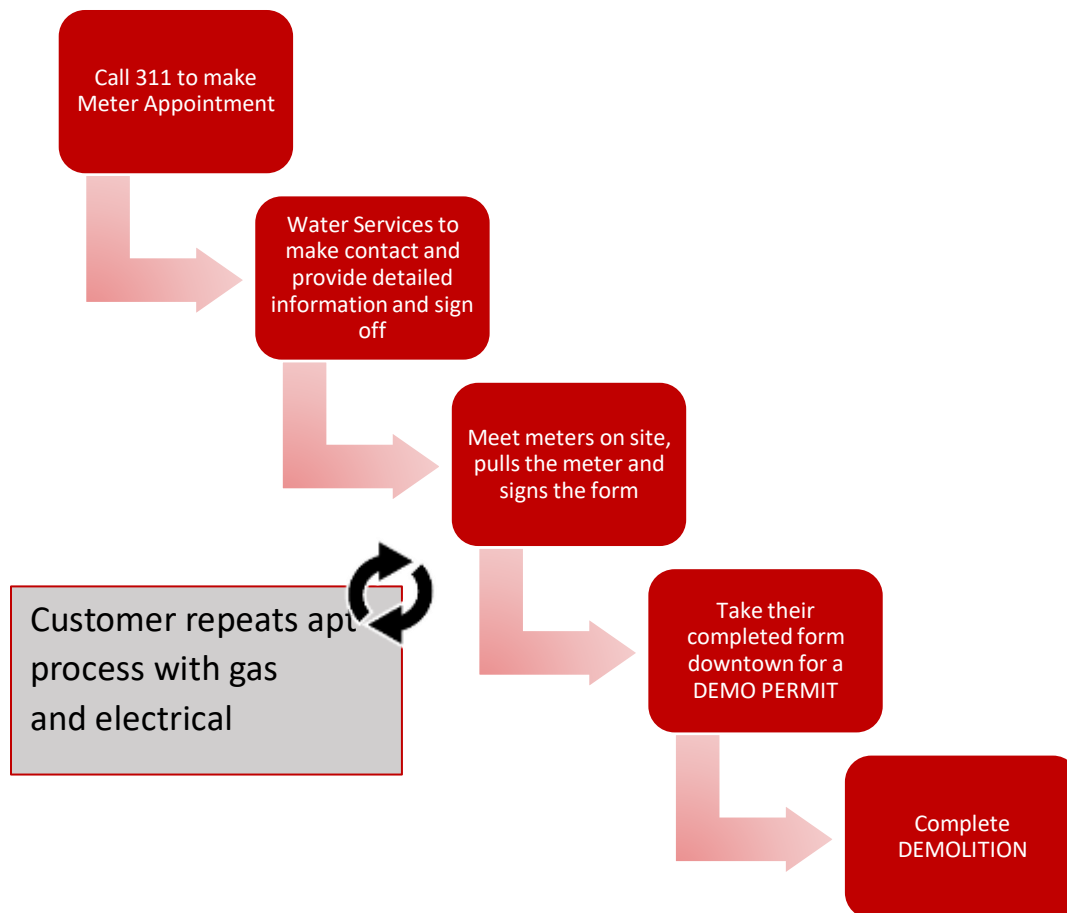 Call 311 to make
Meter Appointment
Water Services to
make contact and
provide detailed
information and sign
off
Meet meters on site,
pulls the meter and
signs the form
Customer repeats apt
process with gas
and electrical
Take their
completed form
downtown for a
DEMO PERMIT
Complete
DEMOLITION